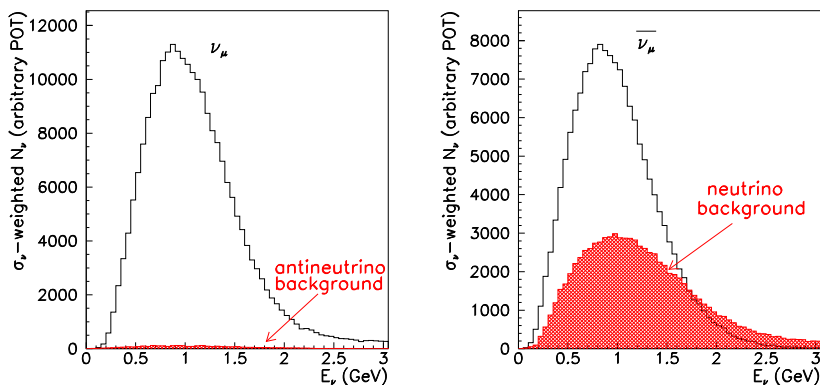 σν-weighted Nν (arbitrary POT)
12000
10000
8000
6000
4000
2000
0
νμ
antineutrino
background
0 0.5 1 1.5 2 2.5 3
Eν (GeV)
σν-weighted Nν (arbitrary POT)
8000
7000
6000
5000
4000
3000
2000
1000
0
ν̅μ
neutrino
background
0 0.5 1 1.5 2 2.5 3
Eν (GeV)